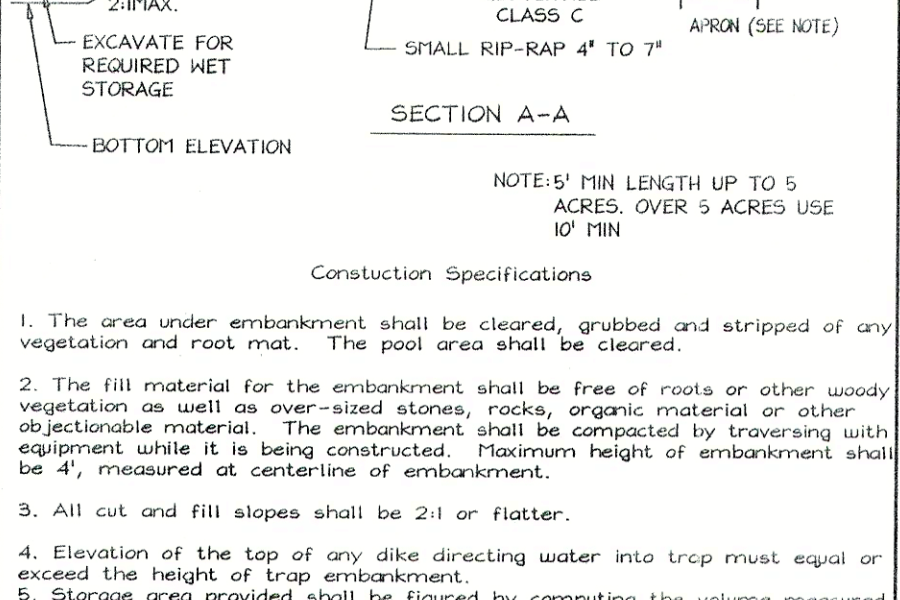 2:1MAX.
EXCAVATE FOR
REQUIRED WET
STORAGE
BOTTOM ELEVATION
CLASS C
SMALL RIP-RAP 4" TO 7"
APRON (SEE NOTE)
SECTION A-A
NOTE: 5' MIN LENGTH UP TO 5
ACRES. OVER 5 ACRES USE
10' MIN
Constuction Specifications
1. The area under embankment shall be cleared, grubbed and stripped of any
vegetation and root mat. The pool area shall be cleared.
2. The fill material for the embankment shall be free of roots or other woody
vegetation as well as over-sized stones, rocks, organic material or other
objectionable material. The embankment shall be compacted by traversing with
equipment while it is being constructed. Maximum height of embankment shall
be 4', measured at centerline of embankment.
3. All cut and fill slopes shall be 2:1 or flatter.
4. Elevation of the top of any dike directing water into trap must equal or
exceed the height of trap embankment.
5. Storage area provided shall be figured by computing the volume measured